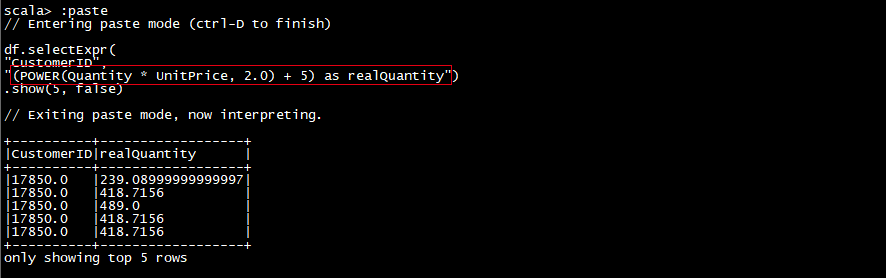 scala> :paste
// Entering paste mode (ctrl-D to finish)
df.selectExpr(
"CustomerID",
"(POWER(Quantity * UnitPrice, 2.0) + 5) as realQuantity")
.show(5, false)
// Exiting paste mode, now interpreting.
+----------+------------------+
|CustomerID|realQuantity      |
+----------+------------------+
|17850.0   |239.08999999999997|
|17850.0   |418.7156          |
|17850.0   |489.0             |
|17850.0   |418.7156          |
|17850.0   |418.7156          |
+----------+------------------+
only showing top 5 rows